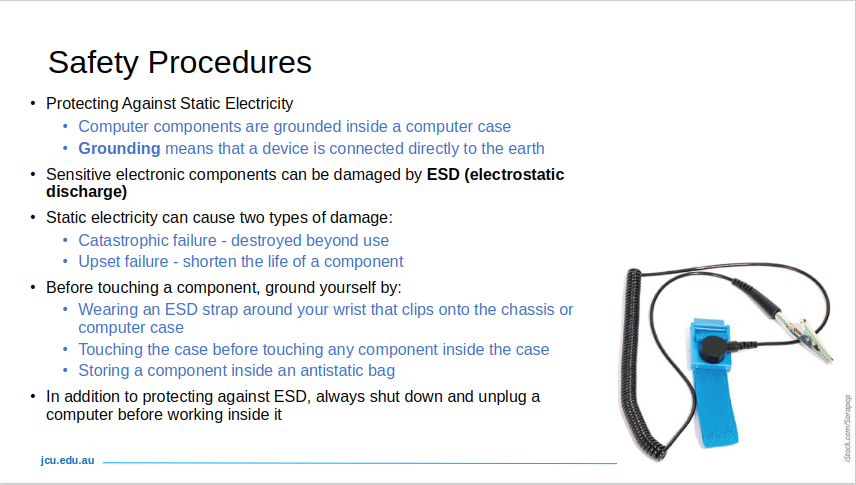 Safety Procedures
• Protecting Against Static Electricity
• Computer components are grounded inside a computer case
• Grounding means that a device is connected directly to the earth
• Sensitive electronic components can be damaged by ESD (electrostatic
discharge)
• Static electricity can cause two types of damage:
• Catastrophic failure - destroyed beyond use
• Upset failure - shorten the life of a component
• Before touching a component, ground yourself by:
• Wearing an ESD strap around your wrist that clips onto the chassis or
computer case
• Touching the case before touching any component inside the case
• Storing a component inside an antistatic bag
• In addition to protecting against ESD, always shut down and unplug a
computer before working inside it
jcu.edu.au
iStock.com/Sorapop